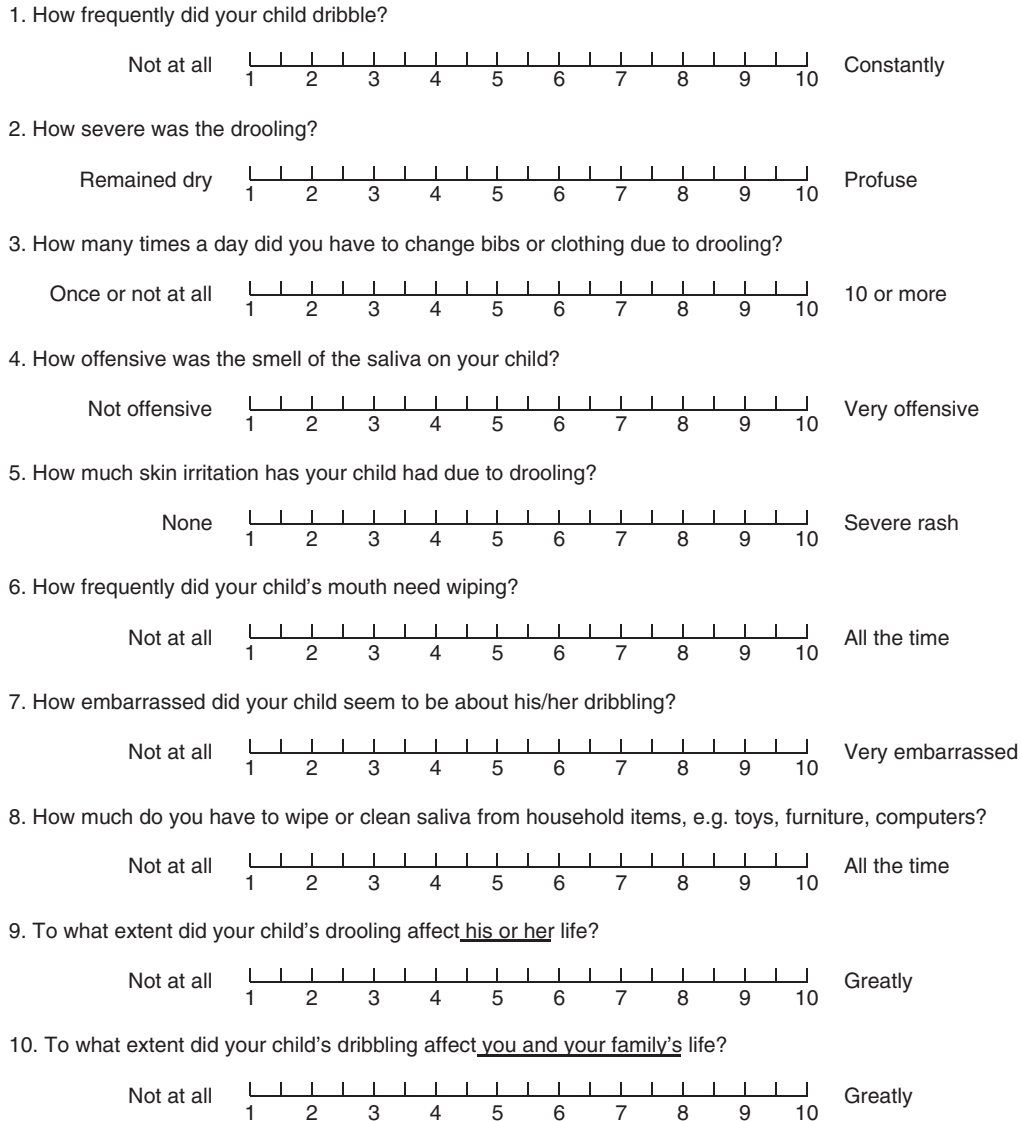 1. How frequently did your child dribble?
Not at all Constantly
1 2 3 4 5 6 7 8 9 10
2. How severe was the drooling?
Remained dry Profuse
1 2 3 4 5 6 7 8 9 10
3. How many times a day did you have to change bibs or clothing due to drooling?
Once or not at all 10 or more
1 2 3 4 5 6 7 8 9 10
4. How offensive was the smell of the saliva on your child?
Not offensive Very offensive
1 2 3 4 5 6 7 8 9 10
5. How much skin irritation has your child had due to drooling?
None Severe rash
1 2 3 4 5 6 7 8 9 10
6. How frequently did your child’s mouth need wiping?
Not at all All the time
1 2 3 4 5 6 7 8 9 10
7. How embarrassed did your child seem to be about his/her dribbling?
Not at all Very embarrassed
1 2 3 4 5 6 7 8 9 10
8. How much do you have to wipe or clean saliva from household items, e.g. toys, furniture, computers?
Not at all All the time
1 2 3 4 5 6 7 8 9 10
9. To what extent did your child’s drooling affect his or her life?
Not at all Greatly
1 2 3 4 5 6 7 8 9 10
10. To what extent did your child’s dribbling affect you and your family’s life?
Not at all Greatly
1 2 3 4 5 6 7 8 9 10